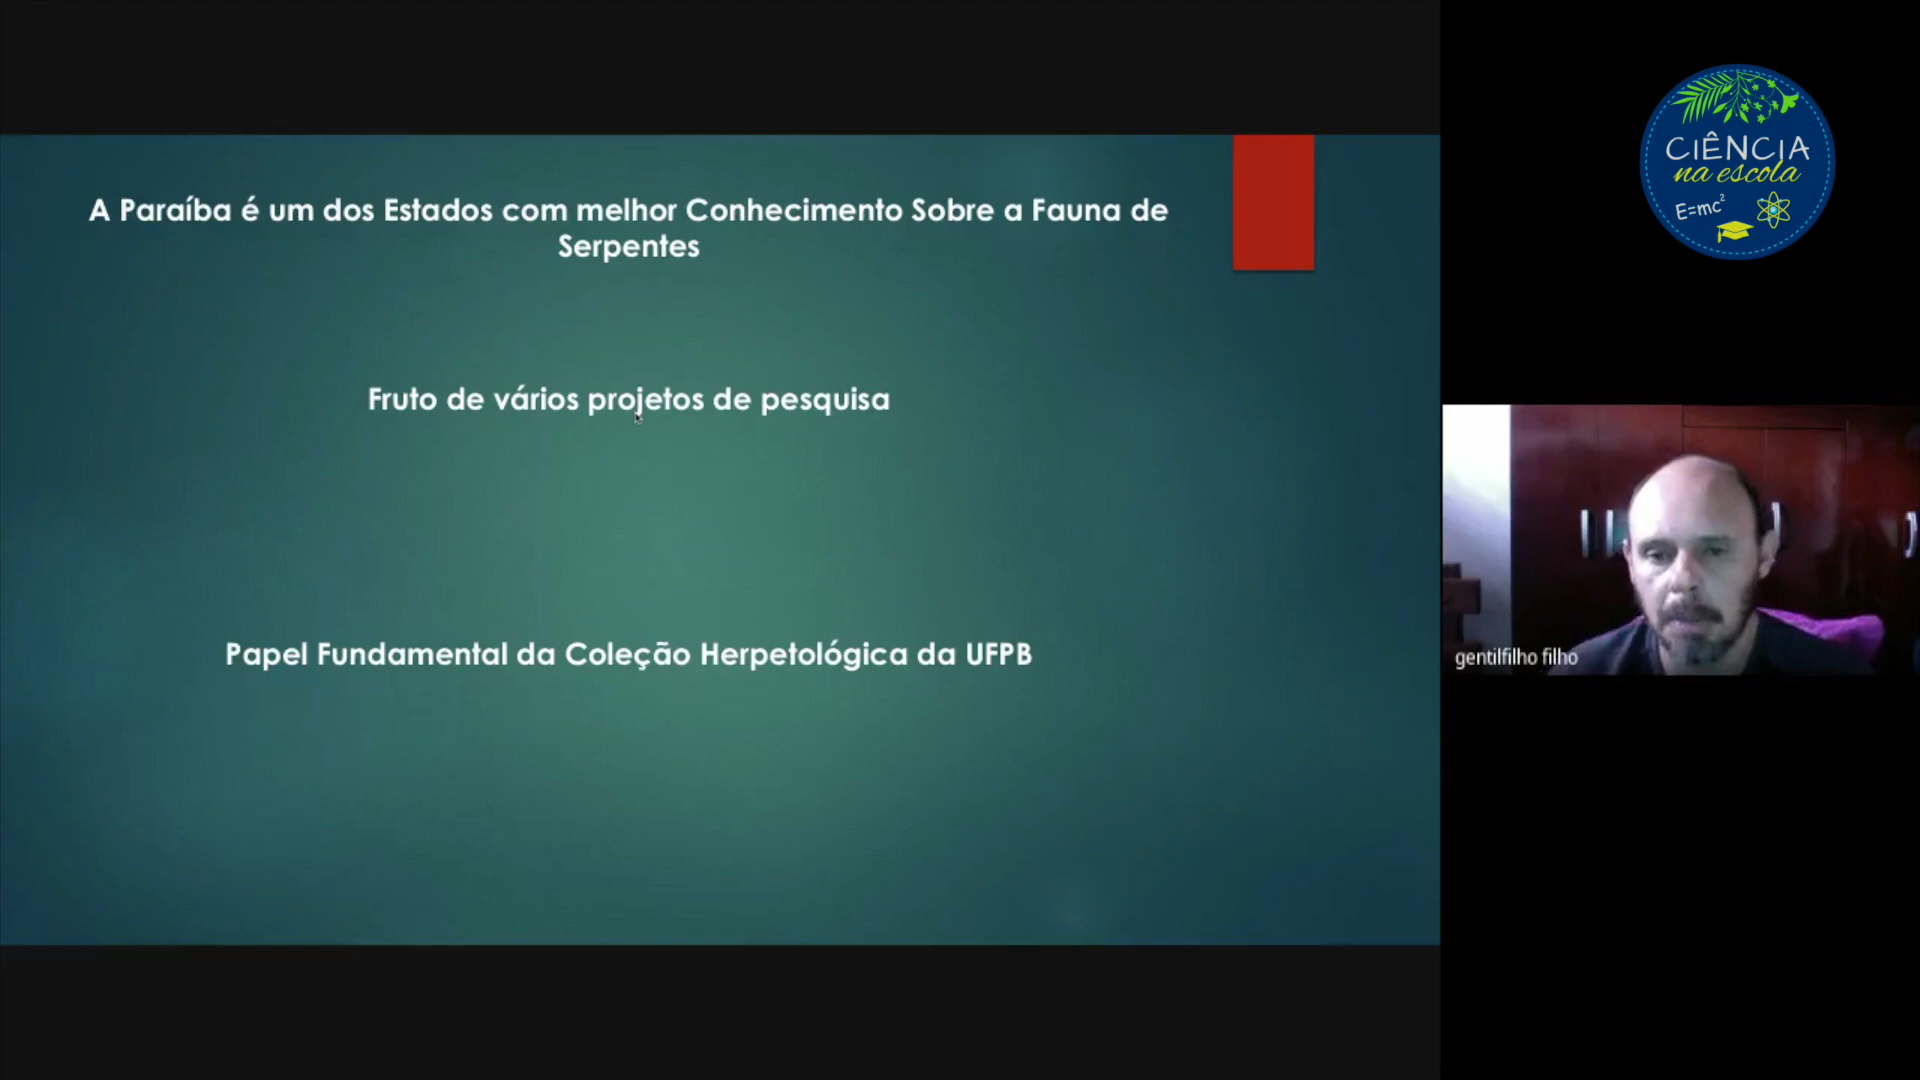 A Paraíba é um dos Estados com melhor Conhecimento Sobre a Fauna de
Serpentes
Fruto de vários projetos de pesquisa
Papel Fundamental da Coleção Herpetológica da UFPB
CIÊNCIA
na escola
E=mc²
gentilfilho filho